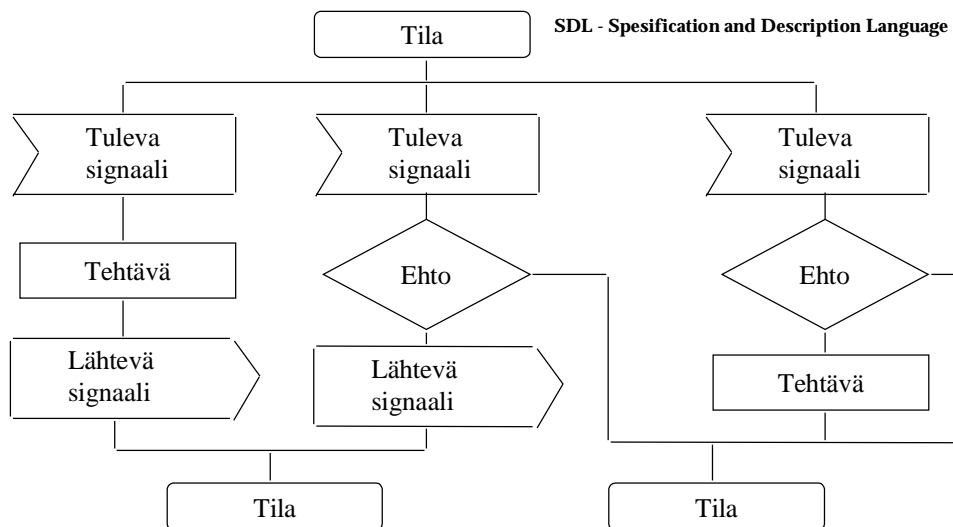 Tila
SDL - Spesification and Description Language
Tuleva
signaali
Tuleva
signaali
Tuleva
signaali
Tehtävä
Ehto
Ehto
Lähtevä
signaali
Lähtevä
signaali
Tehtävä
Tila
Tila